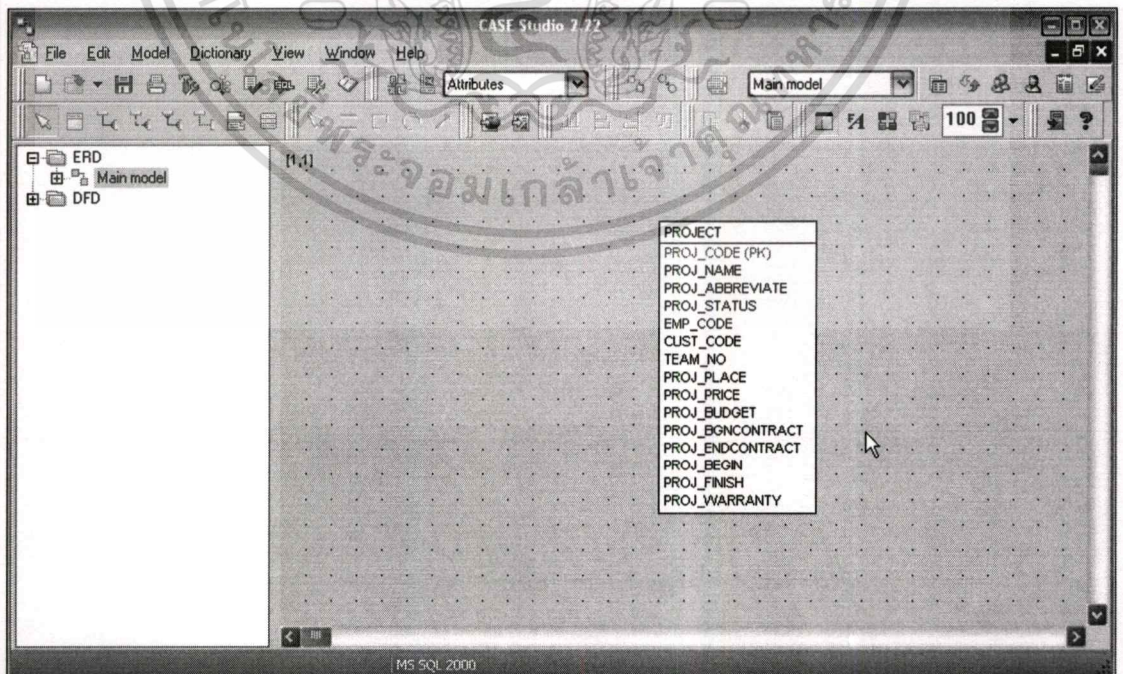 CASE Studio 2.22
File Edit Model Dictionary View Window Help
Attributes
Main model
100
ERD
Main model
DFD
[1,1]
PROJECT
PROJ_CODE (PK)
PROJ_NAME
PROJ_ABBREVIATE
PROJ_STATUS
EMP_CODE
CUST_CODE
TEAM_NO
PROJ_PLACE
PROJ_PRICE
PROJ_BUDGET
PROJ_BGNCONTRACT
PROJ_ENDCONTRACT
PROJ_BEGIN
PROJ_FINISH
PROJ_WARRANTY
MS SQL 2000